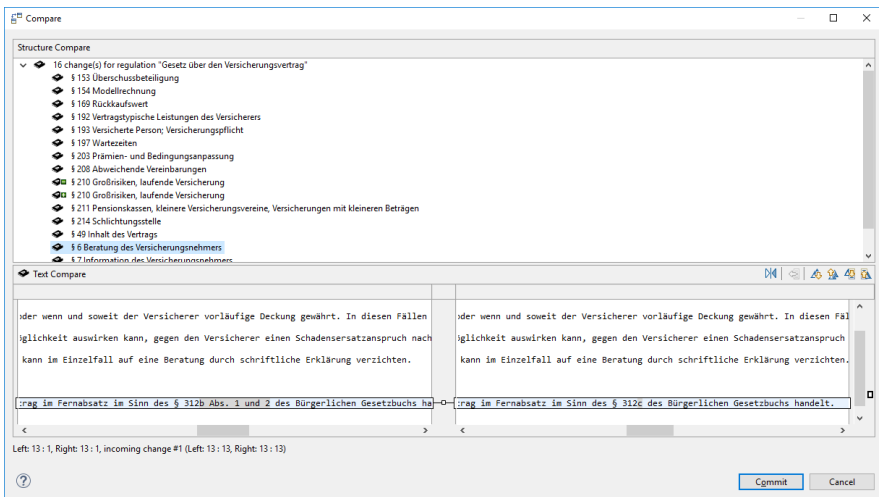 Compare
Structure Compare
16 change(s) for regulation "Gesetz über den Versicherungsvertrag"
§ 153 Überschussbeteiligung
§ 154 Modellrechnung
§ 169 Rückkaufswert
§ 192 Vertragstypische Leistungen des Versicherers
§ 193 Versicherte Person; Versicherungspflicht
§ 197 Wartezeiten
§ 203 Prämien- und Bedingungsanpassung
§ 208 Abweichende Vereinbarungen
§ 210 Großrisiken, laufende Versicherung
§ 210 Großrisiken, laufende Versicherung
§ 211 Pensionskassen, kleinere Versicherungsvereine, Versicherungen mit kleineren Beträgen
§ 214 Schlichtungsstelle
§ 49 Inhalt des Vertrags
§ 6 Beratung des Versicherungsnehmers
§ 7 Information des Versicherungsnehmers
Text Compare
oder wenn und soweit der Versicherer vorläufige Deckung gewährt. In diesen Fällen oder wenn und soweit der Versicherer vorläufige Deckung gewährt. In diesen Fäl
öglichkeit auswirken kann, gegen den Versicherer einen Schadensersatzanspruch nach öglichkeit auswirken kann, gegen den Versicherer einen Schadensersatzanspruch
kann im Einzelfall auf eine Beratung durch schriftliche Erklärung verzichten. kann im Einzelfall auf eine Beratung durch schriftliche Erklärung verzichten.
trag im Fernabsatz im Sinn des § 312b Abs. 1 und 2 des Bürgerlichen Gesetzbuchs ha trag im Fernabsatz im Sinn des § 312c des Bürgerlichen Gesetzbuchs handelt.
Left: 13 : 1, Right: 13 : 1, incoming change #1 (Left: 13 : 13, Right: 13 : 13)
Commit Cancel